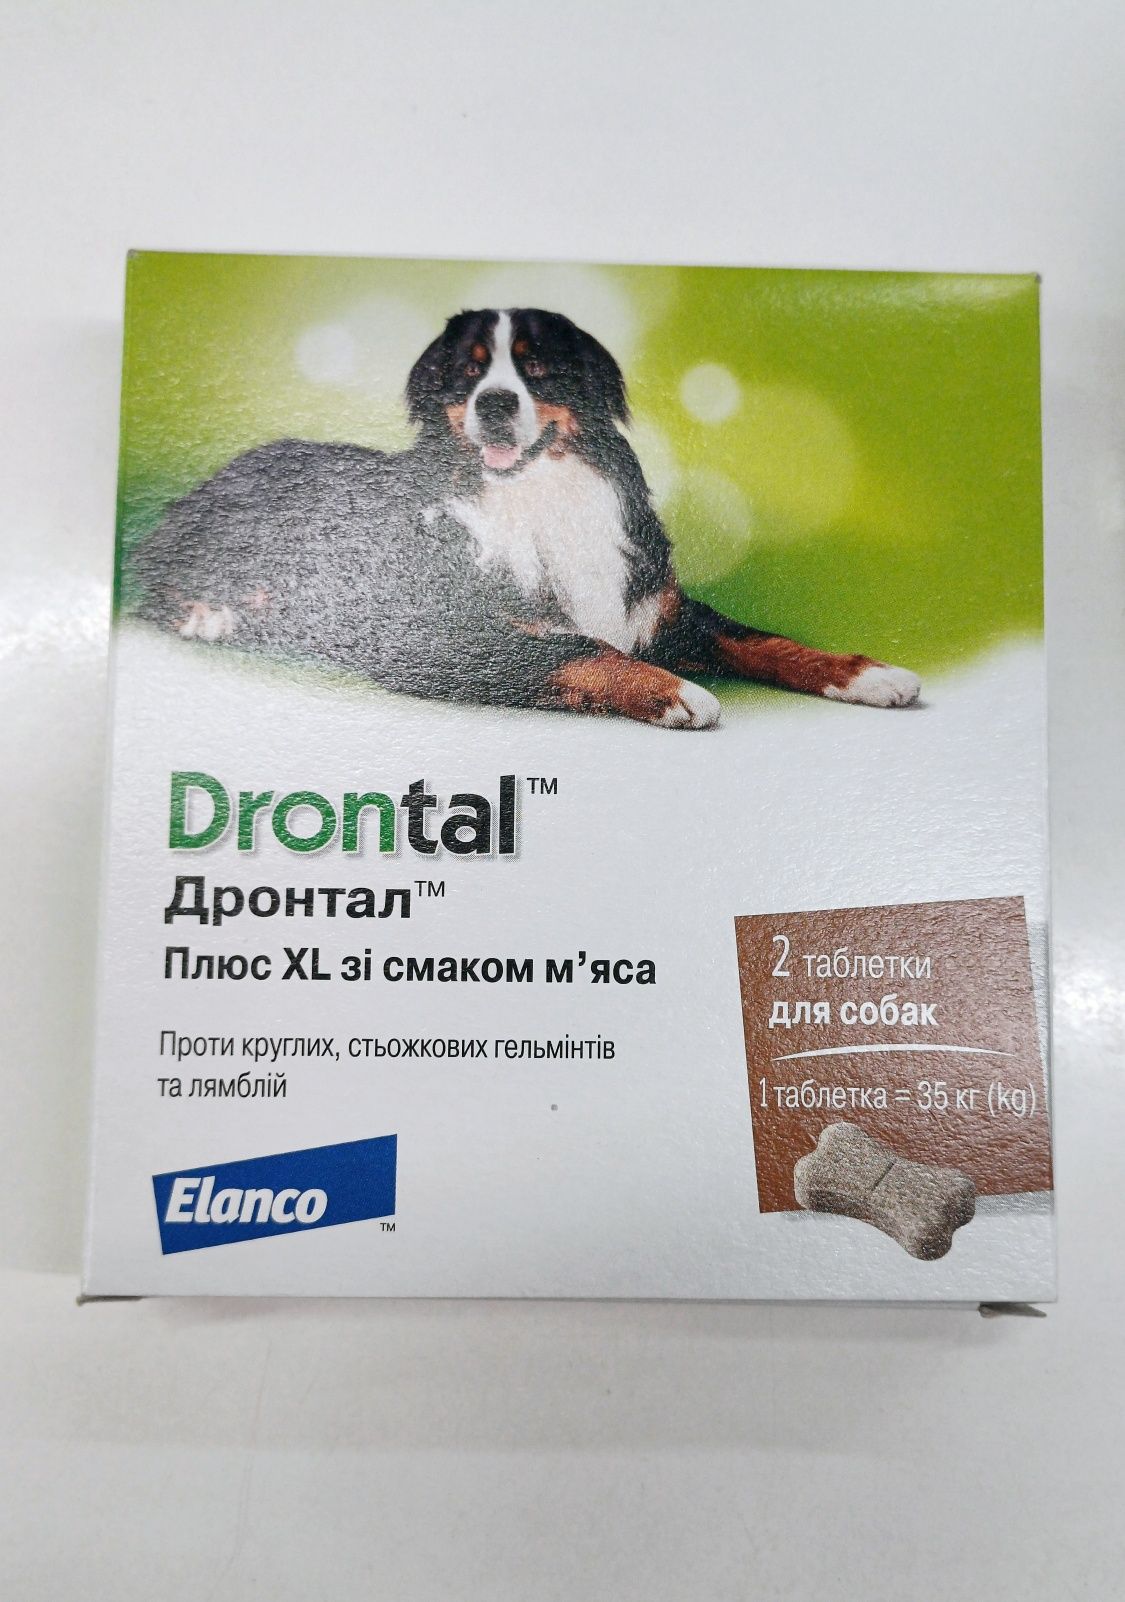 Drontal™
Дронтал™
Плюс XL зі смаком м’яса
Проти круглих, стьожкових гельмінтів
та лямблій
2 таблетки
для собак
1 таблетка = 35 кг (kg)
Elanco™